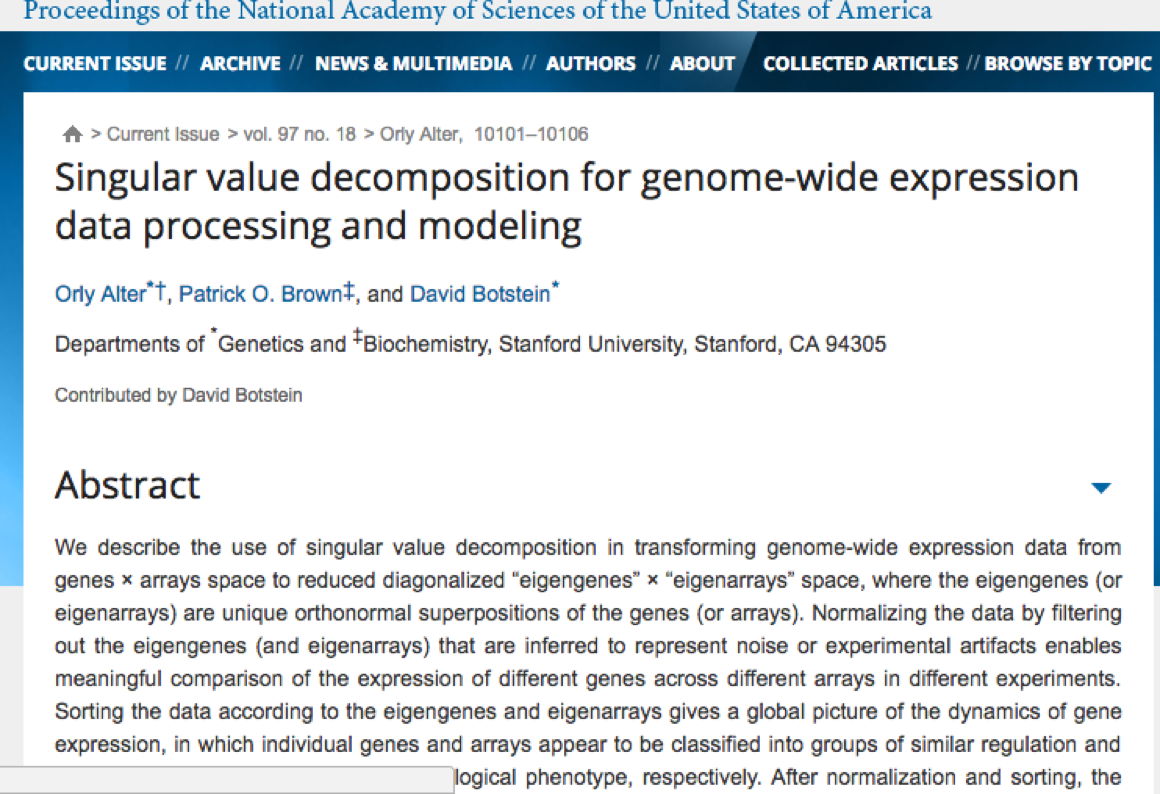 Proceedings of the National Academy of Sciences of the United States of America
CURRENT ISSUE // ARCHIVE // NEWS & MULTIMEDIA // AUTHORS // ABOUT COLLECTED ARTICLES // BROWSE BY TOPIC
> Current Issue > vol. 97 no. 18 > Orly Alter, 10101–10106
Singular value decomposition for genome-wide expression
data processing and modeling
Orly Alter*†, Patrick O. Brown‡, and David Botstein*
Departments of *Genetics and ‡Biochemistry, Stanford University, Stanford, CA 94305
Contributed by David Botstein
Abstract
We describe the use of singular value decomposition in transforming genome-wide expression data from
genes × arrays space to reduced diagonalized “eigengenes” × “eigenarrays” space, where the eigengenes (or
eigenarrays) are unique orthonormal superpositions of the genes (or arrays). Normalizing the data by filtering
out the eigengenes (and eigenarrays) that are inferred to represent noise or experimental artifacts enables
meaningful comparison of the expression of different genes across different arrays in different experiments.
Sorting the data according to the eigengenes and eigenarrays gives a global picture of the dynamics of gene
expression, in which individual genes and arrays appear to be classified into groups of similar regulation and
logical phenotype, respectively. After normalization and sorting, the